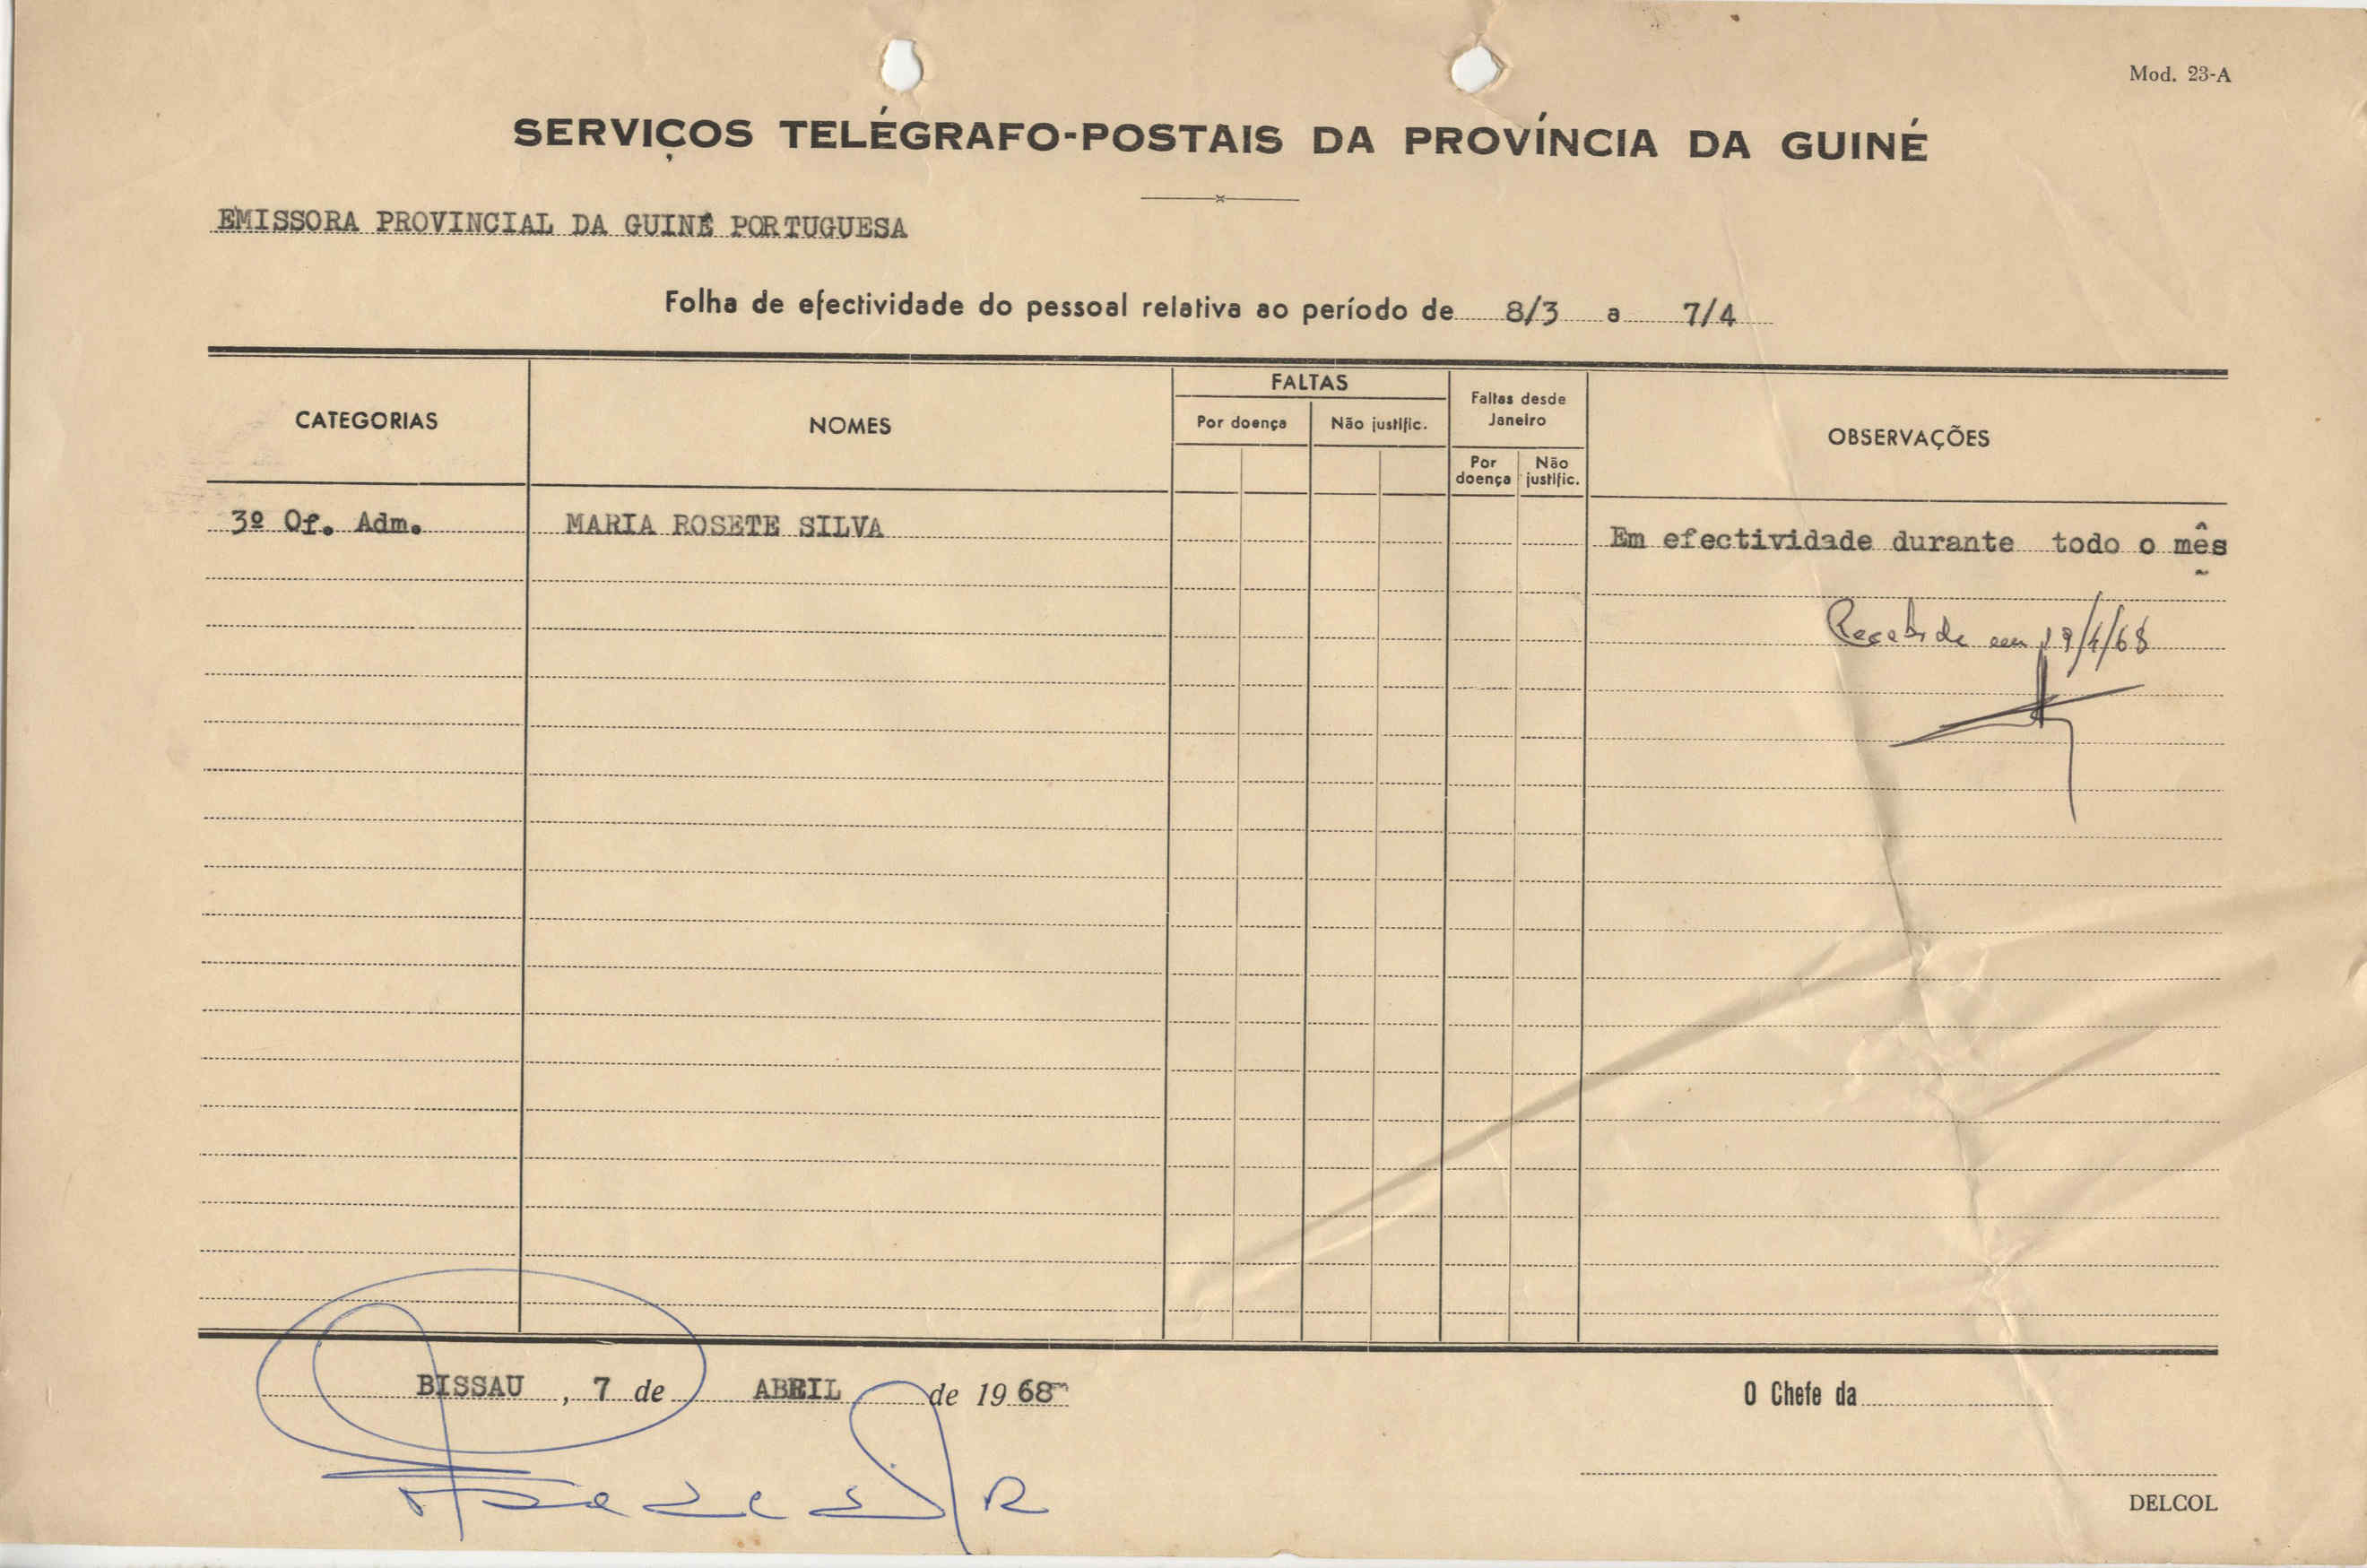 Mod. 23-A
SERVIÇOS TELÉGRAFO-POSTAIS DA PROVÍNCIA DA GUINÉ
EMISSORA PROVINCIAL DA GUINÉ PORTUGUESA
Folha de efectividade do pessoal relativa ao período de 8/3 a 7/4
CATEGORIAS
NOMES
FALTAS
Por doença
Não justific.
Faltas desde
Janeiro
Por
doença
Não
justific.
OBSERVAÇÕES
3º Of. Adm.
MARIA ROSETE SILVA
Em efectividade durante todo o mês
Recebida em 19/4/68
BISSAU, 7 de ABRIL de 1968
O Chefe da
DELCOL